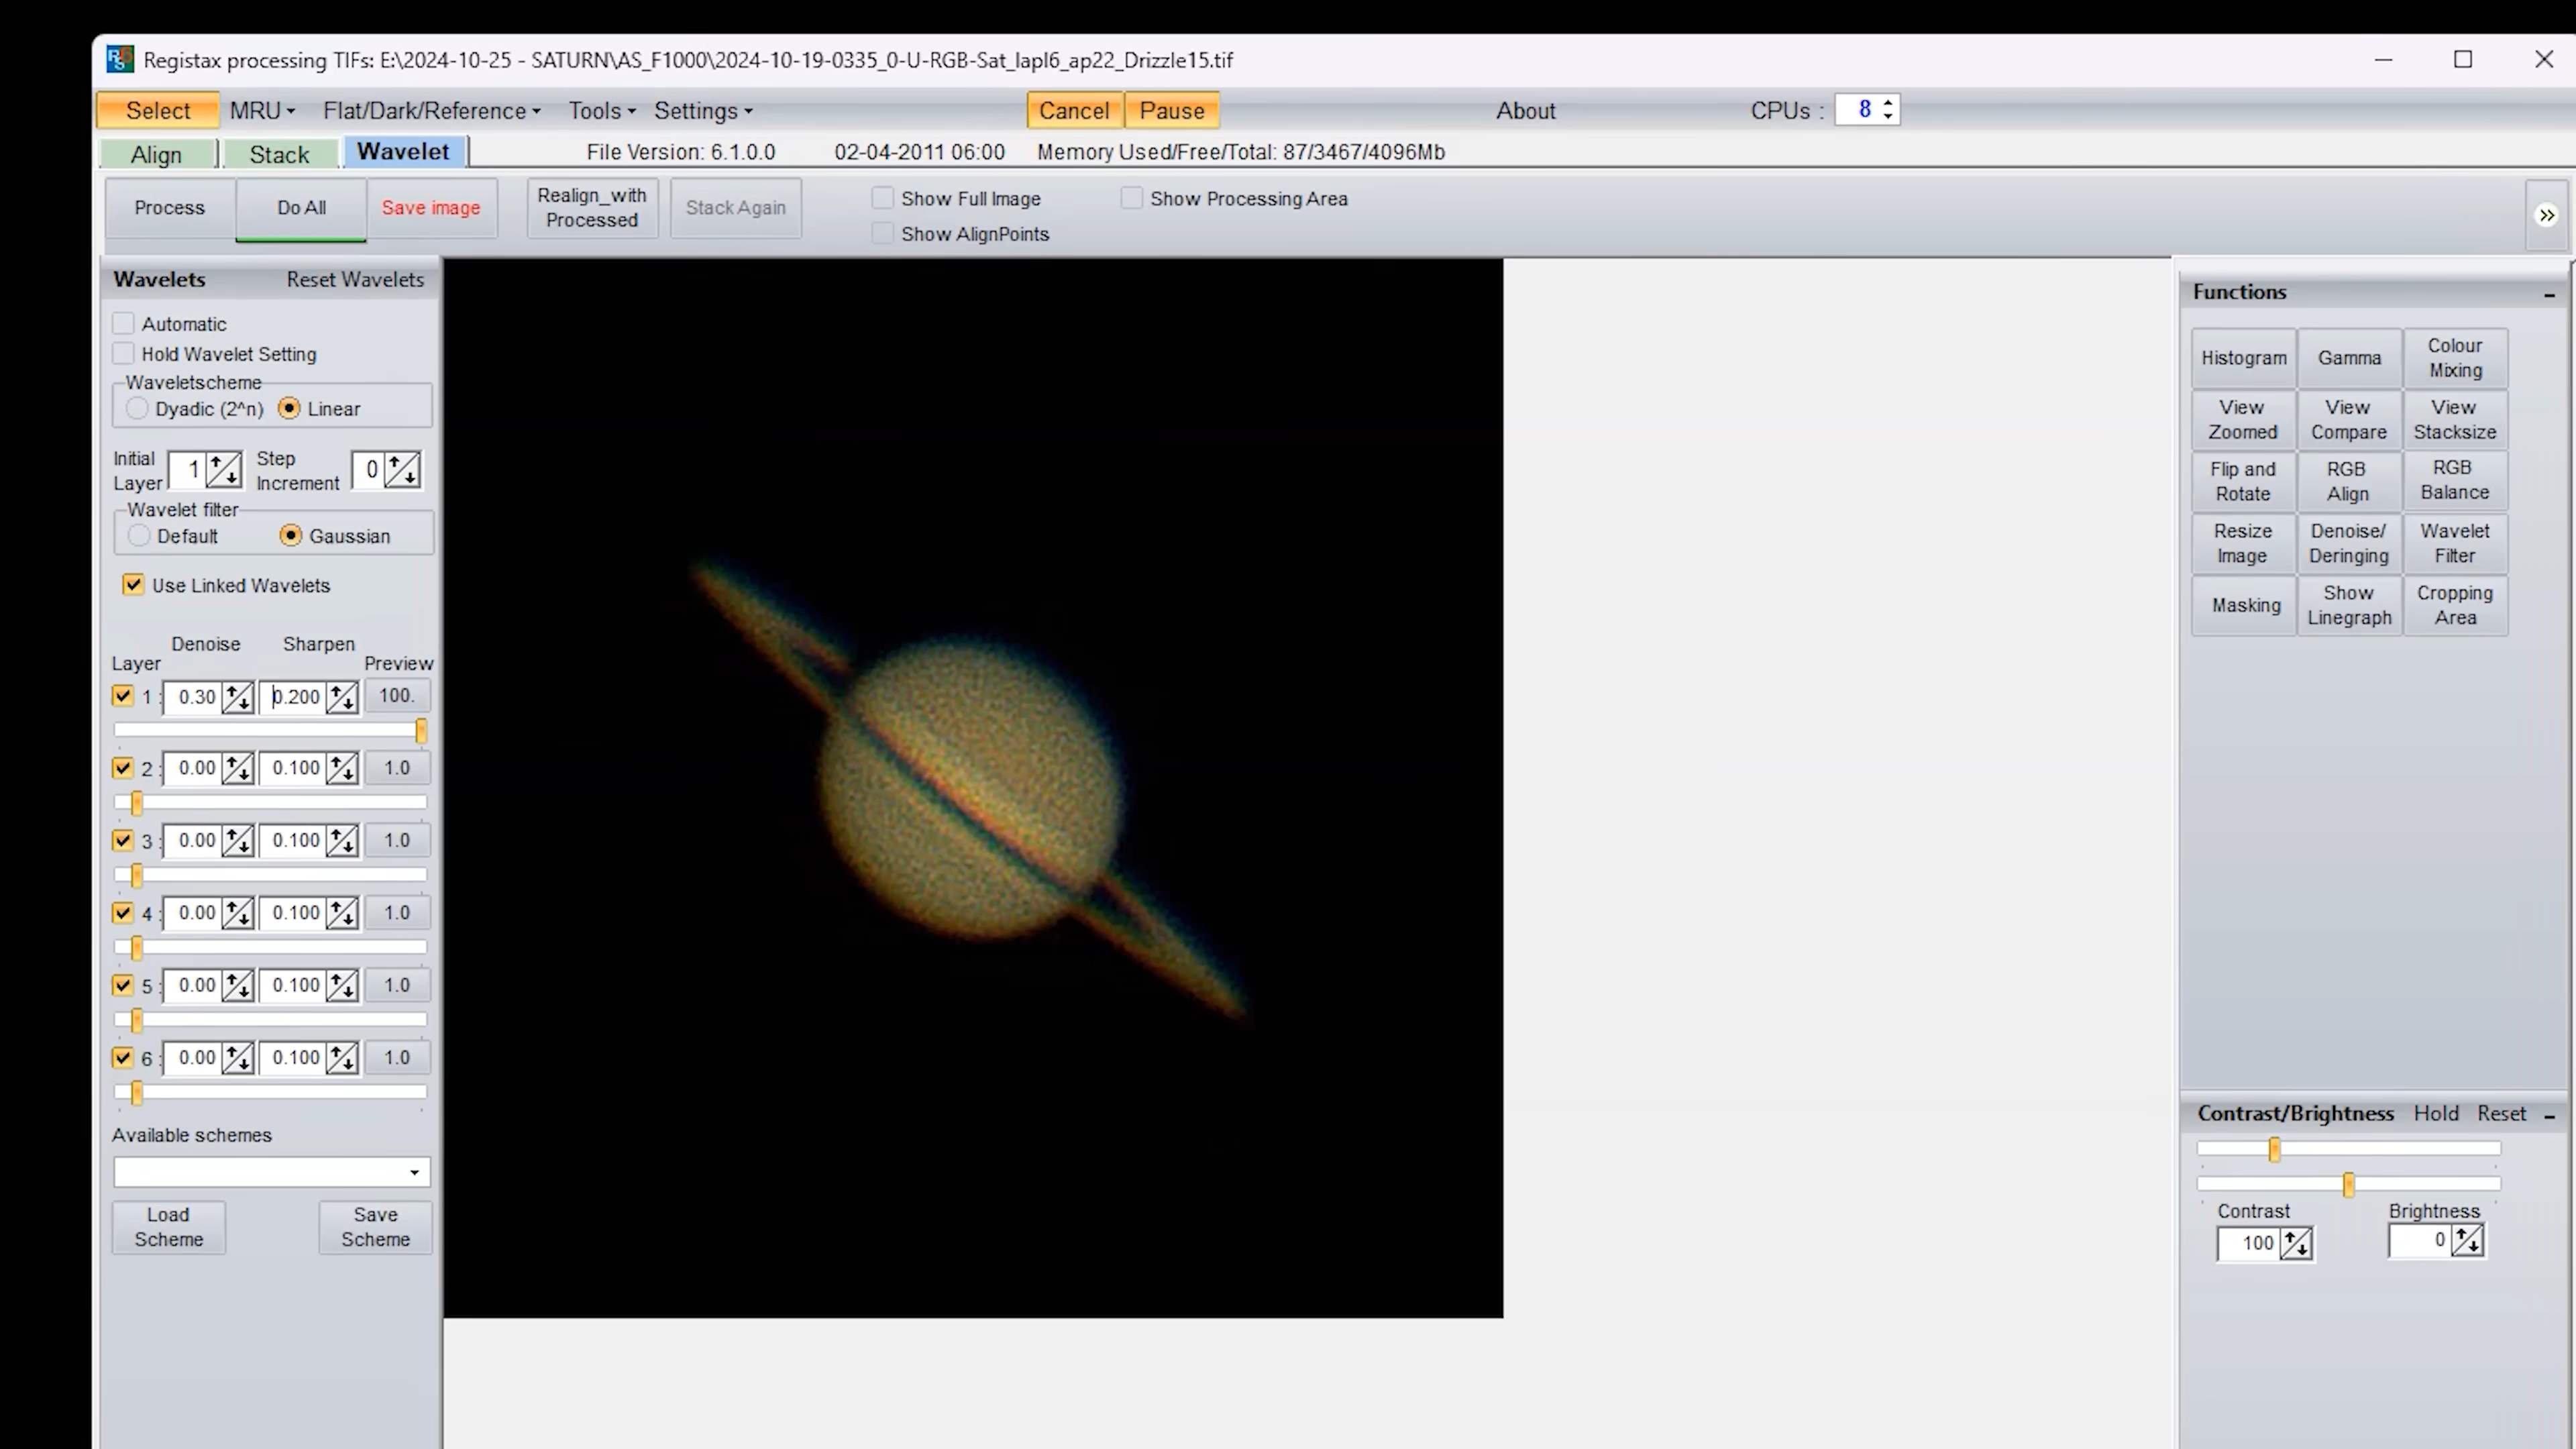 Registax processing TIFs: E:\2024-10-25 - SATURN\AS_F1000\2024-10-19-0335_0-U-RGB-Sat_lapl6_ap22_Drizzle15.tif
Select MRU Flat/Dark/Reference Tools Settings Cancel Pause About CPUs : 8
Align Stack Wavelet File Version: 6.1.0.0 02-04-2011 06:00 Memory Used/Free/Total: 87/3467/4096Mb
Process Do All Save image Realign_with Processed Stack Again Show Full Image Show Processing Area
Show AlignPoints
Wavelets Reset Wavelets
Automatic
Hold Wavelet Setting
Waveletscheme
Dyadic (2^n) Linear
Initial Layer 1 Step Increment 0
Wavelet filter
Default Gaussian
Use Linked Wavelets
Denoise Sharpen
Layer Preview
1 : 0.30 0.200 100.
2 : 0.00 0.100 1.0
3 : 0.00 0.100 1.0
4 : 0.00 0.100 1.0
5 : 0.00 0.100 1.0
6 : 0.00 0.100 1.0
Available schemes
Load Scheme Save Scheme
Functions
Histogram Gamma Colour Mixing
View Zoomed View Compare View Stacksize
Flip and Rotate RGB Align RGB Balance
Resize Image Denoise/ Deringing Wavelet Filter
Masking Show Linegraph Cropping Area
Contrast/Brightness Hold Reset
Contrast Brightness
100 0